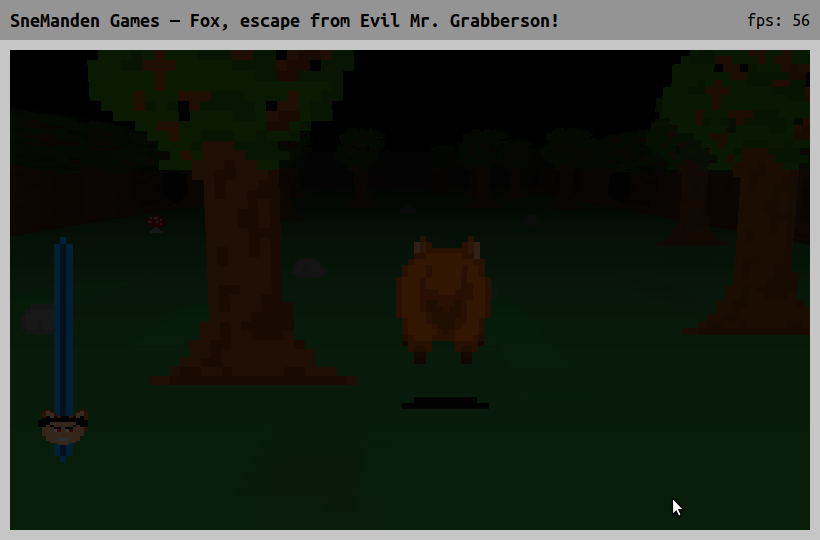 SneManden Games – Fox, escape from Evil Mr. Grabberson!
fps: 56